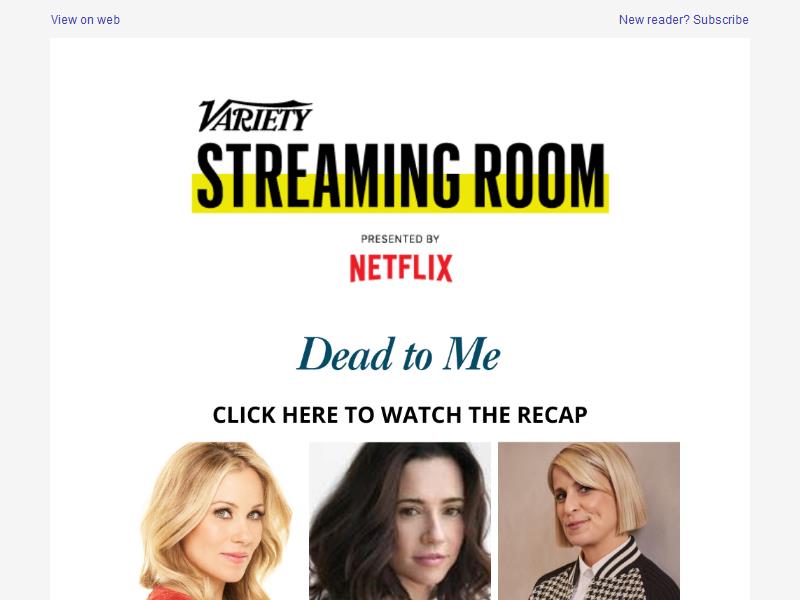 View on web
New reader? Subscribe
VARIETY
STREAMING ROOM
PRESENTED BY
NETFLIX
Dead to Me
CLICK HERE TO WATCH THE RECAP